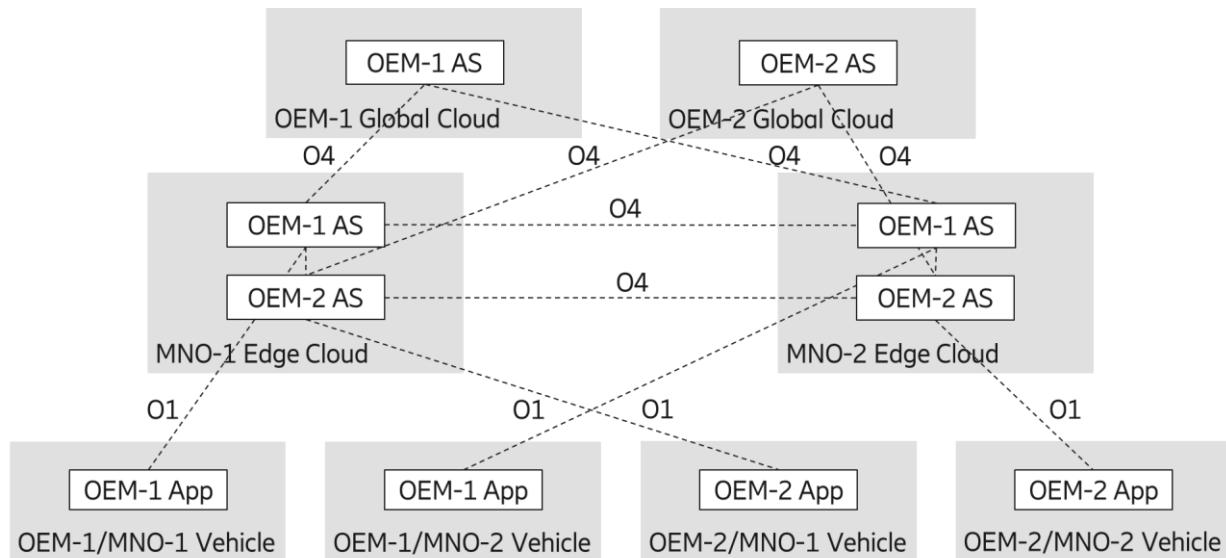 OEM-1 AS
OEM-2 AS
OEM-1 Global Cloud
OEM-2 Global Cloud
O4
O4
O4
O4
OEM-1 AS
O4
OEM-1 AS
OEM-2 AS
O4
OEM-2 AS
MNO-1 Edge Cloud
MNO-2 Edge Cloud
O1
O1
O1
O1
OEM-1 App
OEM-1 App
OEM-2 App
OEM-2 App
OEM-1/MNO-1 Vehicle
OEM-1/MNO-2 Vehicle
OEM-2/MNO-1 Vehicle
OEM-2/MNO-2 Vehicle